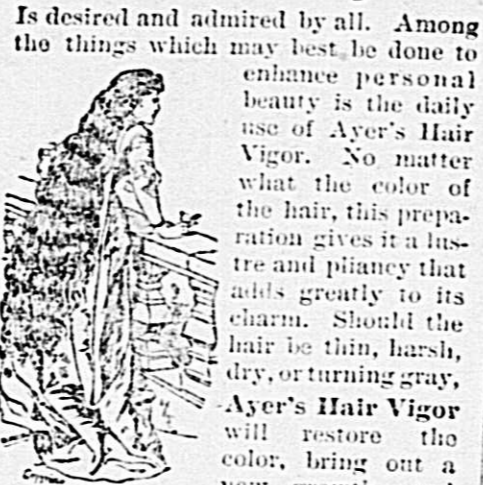 Is desired and admired by all. Among
the things which may best be done to
enhance personal
beauty is the daily
use of Ayer's Hair
Vigor. No matter
what the color of
the hair, this prepa-
ration gives it a lus-
tre and pliancy that
adds greatly to its
charm. Should the
hair be thin, harsh,
dry, or turning gray,
Ayer's Hair Vigor
will restore the
color, bring out a